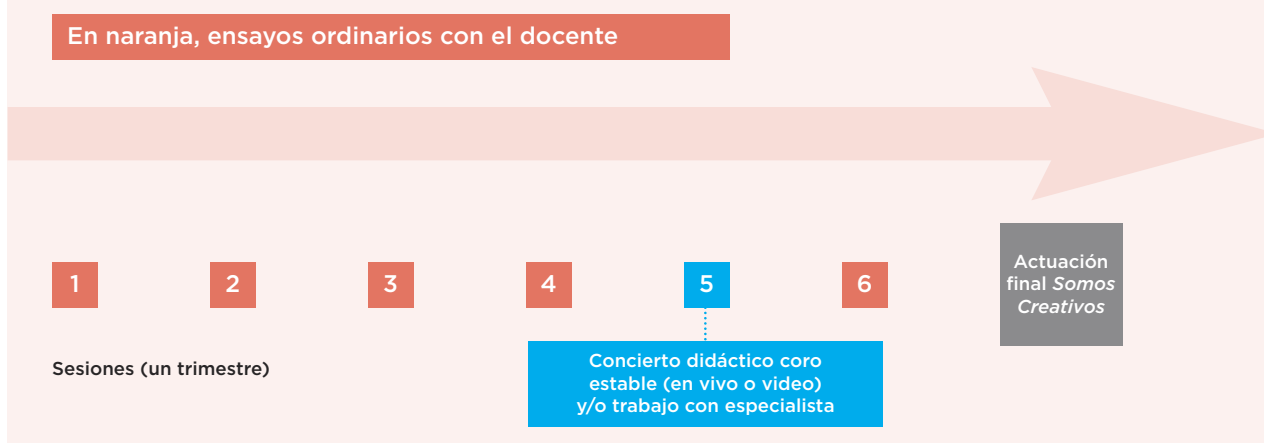 En naranja, ensayos ordinarios con el docente
1
2
3
4
5
6
Actuación
final Somos
Creativos
Sesiones (un trimestre)
Concierto didáctico coro
estable (en vivo o video)
y/o trabajo con especialista